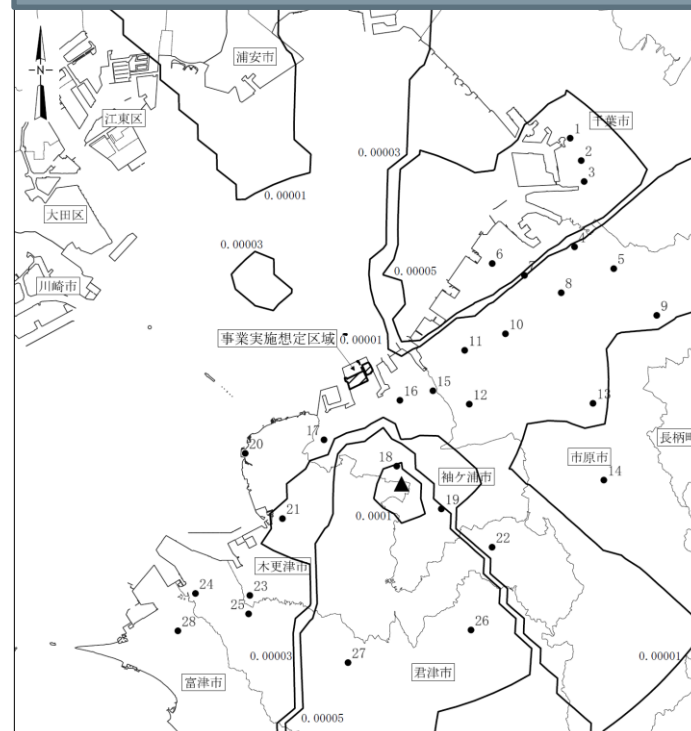 N
浦安市
千葉市
1
江東区
2
0.00003
3
0.00001
大田区
4
0.00003
6
5
0.00005
7
川崎市
8
9
事業実施想定区域
0.00001
10
11
15
16
12
13
17
長柄町
20
市原市
18
袖ケ浦市
14
19
0.0001
21
22
木更津市
24
23
25
28
26
0.00003
27
君津市
0.00001
富津市
0.00005